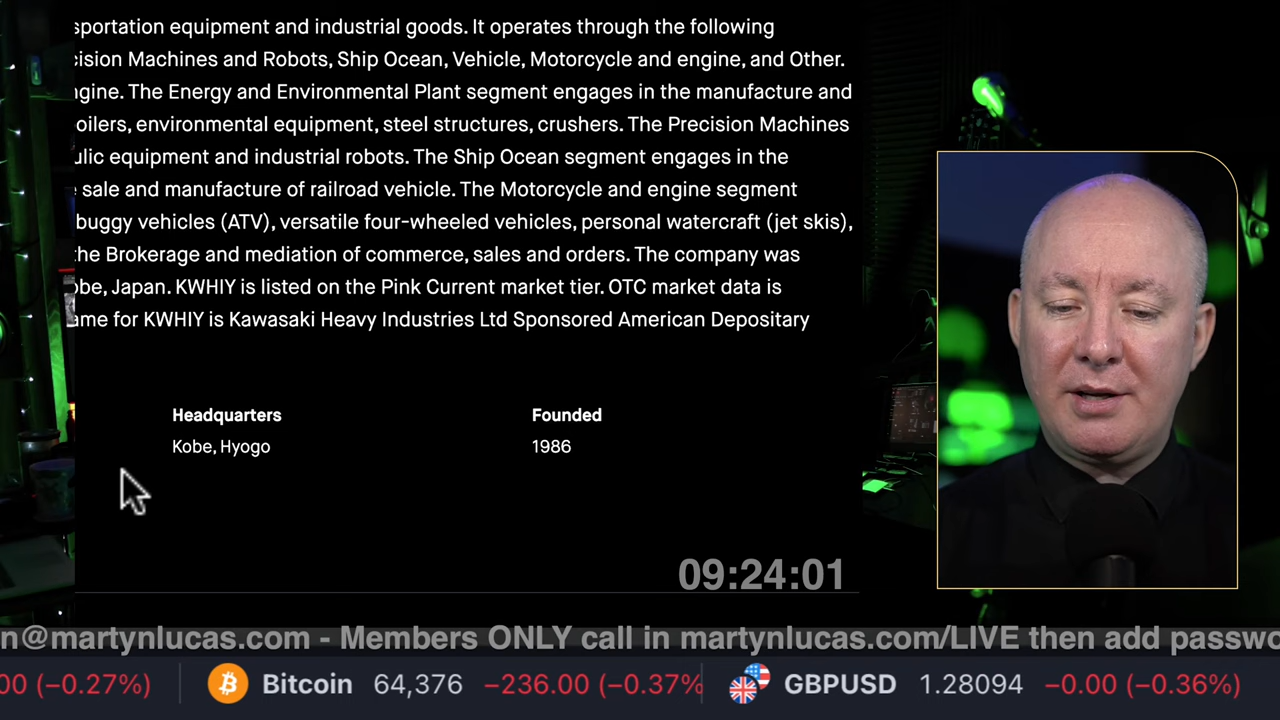 sportation equipment and industrial goods. It operates through the following
cision Machines and Robots, Ship Ocean, Vehicle, Motorcycle and engine, and Other.
ngine. The Energy and Environmental Plant segment engages in the manufacture and
oilers, environmental equipment, steel structures, crushers. The Precision Machines
ulic equipment and industrial robots. The Ship Ocean segment engages in the
sale and manufacture of railroad vehicle. The Motorcycle and engine segment
buggy vehicles (ATV), versatile four-wheeled vehicles, personal watercraft (jet skis),
the Brokerage and mediation of commerce, sales and orders. The company was
obe, Japan. KWHIY is listed on the Pink Current market tier. OTC market data is
ame for KWHIY is Kawasaki Heavy Industries Ltd Sponsored American Depositary
Headquarters Founded
Kobe, Hyogo 1986
09:24:01
n@martynlucas.com - Members ONLY call in martynlucas.com/LIVE then add passwo
00 (−0.27%) Bitcoin 64,376 −236.00 (−0.37% GBPUSD 1.28094 −0.00 (−0.36%)